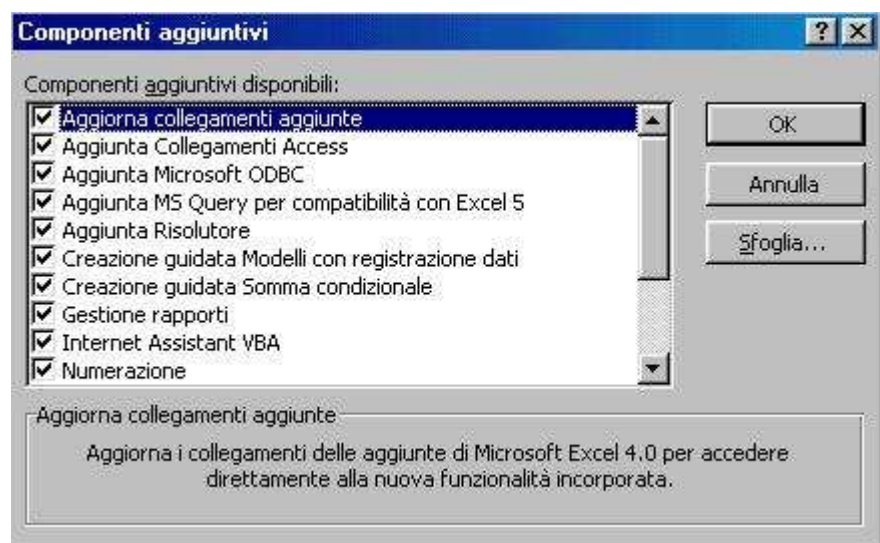 Componenti aggiuntivi
Componenti aggiuntivi disponibili:
Aggiorna collegamenti aggiunte
Aggiunta Collegamenti Access
Aggiunta Microsoft ODBC
Aggiunta MS Query per compatibilità con Excel 5
Aggiunta Risolutore
Creazione guidata Modelli con registrazione dati
Creazione guidata Somma condizionale
Gestione rapporti
Internet Assistant VBA
Numerazione
OK
Annulla
Sfoglia...
Aggiorna collegamenti aggiunte
Aggiorna i collegamenti delle aggiunte di Microsoft Excel 4.0 per accedere
direttamente alla nuova funzionalità incorporata.